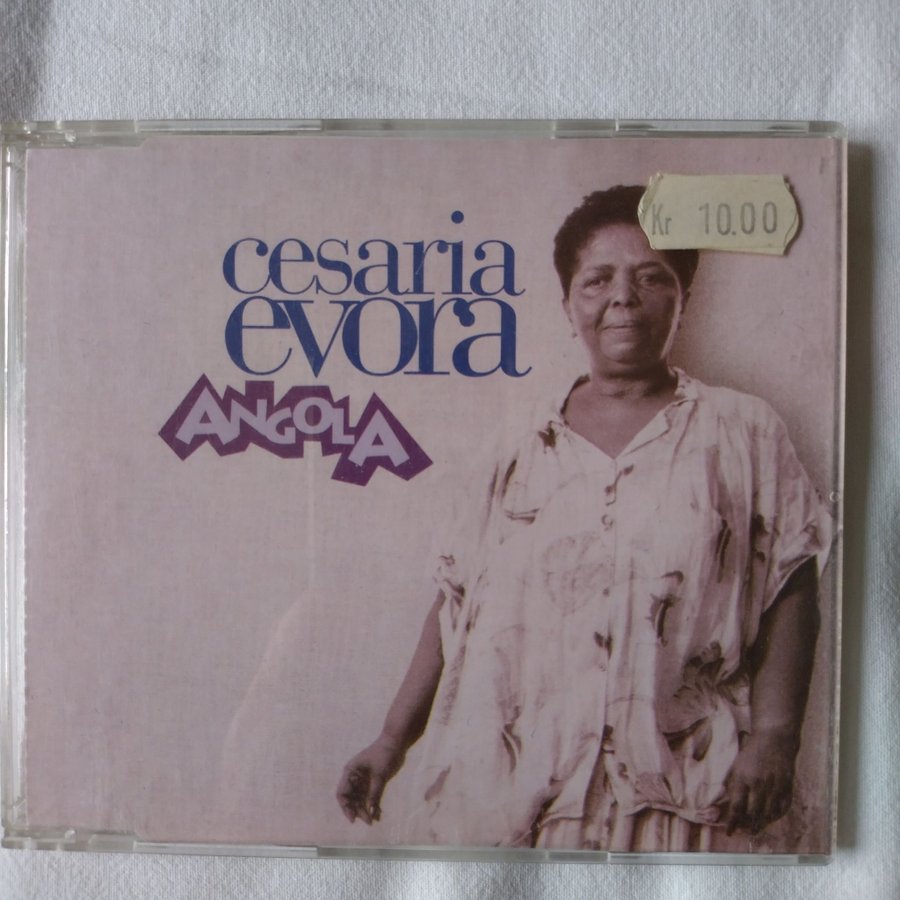 Kr 10.00
cesaria
evora
ANGOLA